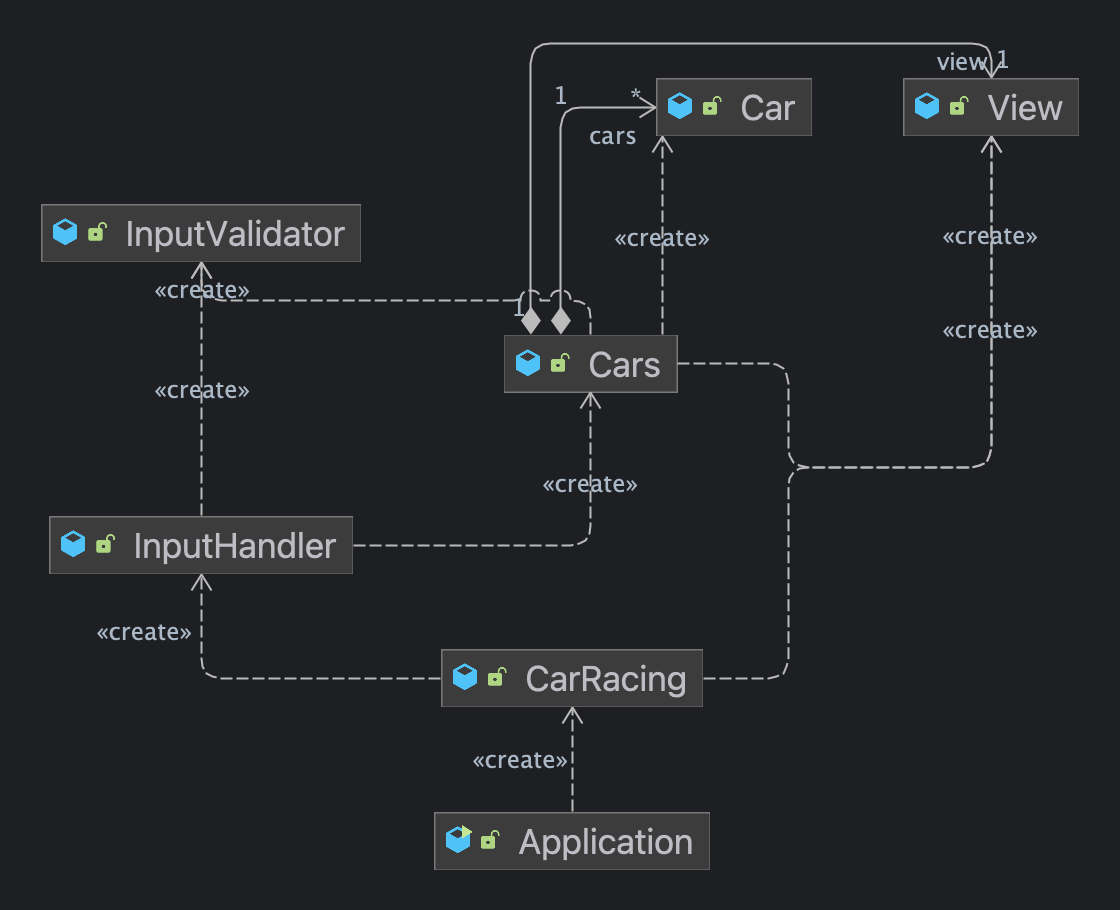 view 1
1 *
Car
View
cars
InputValidator
«create»
«create»
«create»
1
«create»
Cars
«create»
«create»
InputHandler
«create»
CarRacing
«create»
Application